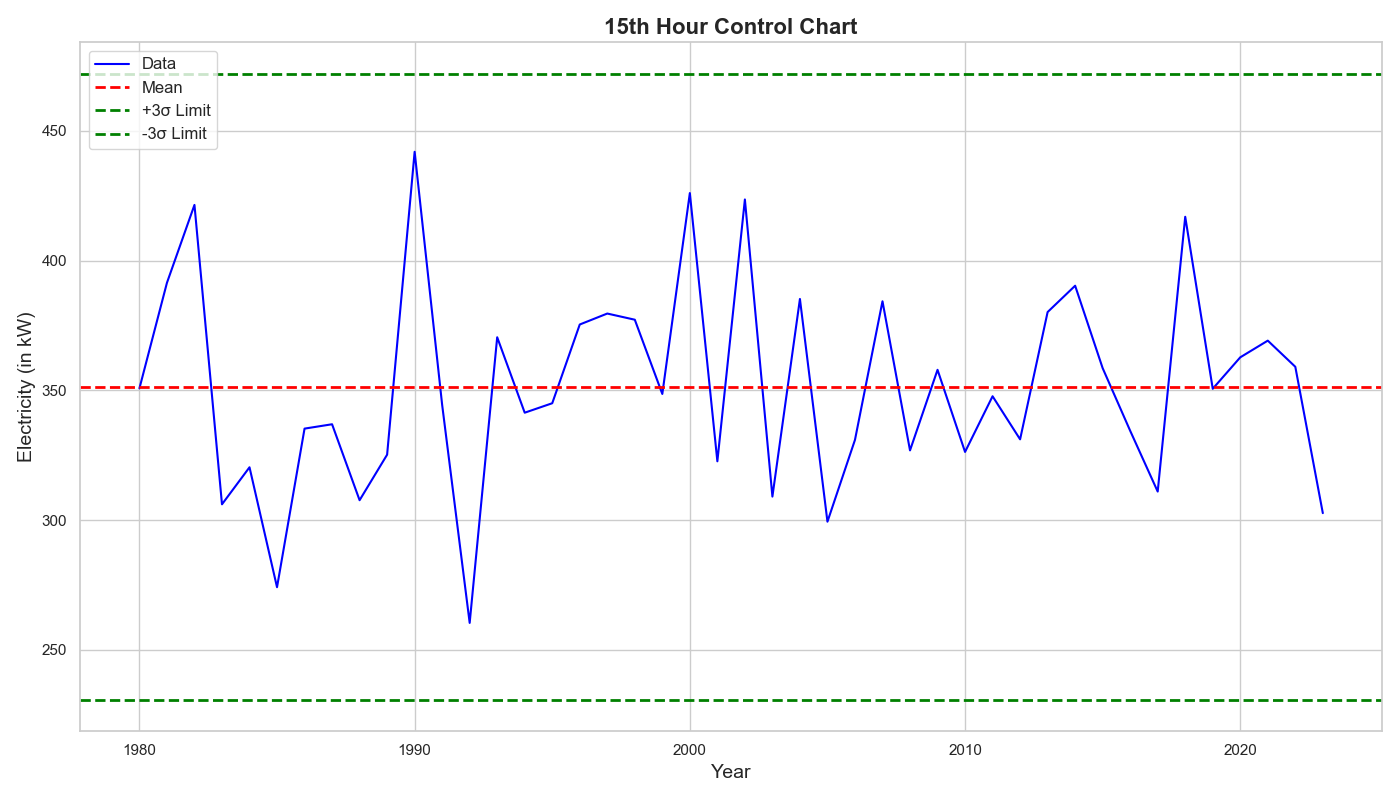 15th Hour Control Chart
Data
Mean
+3σ Limit
-3σ Limit
Electricity (in kW)
450
400
350
300
250
1980
1990
2000
2010
2020
Year